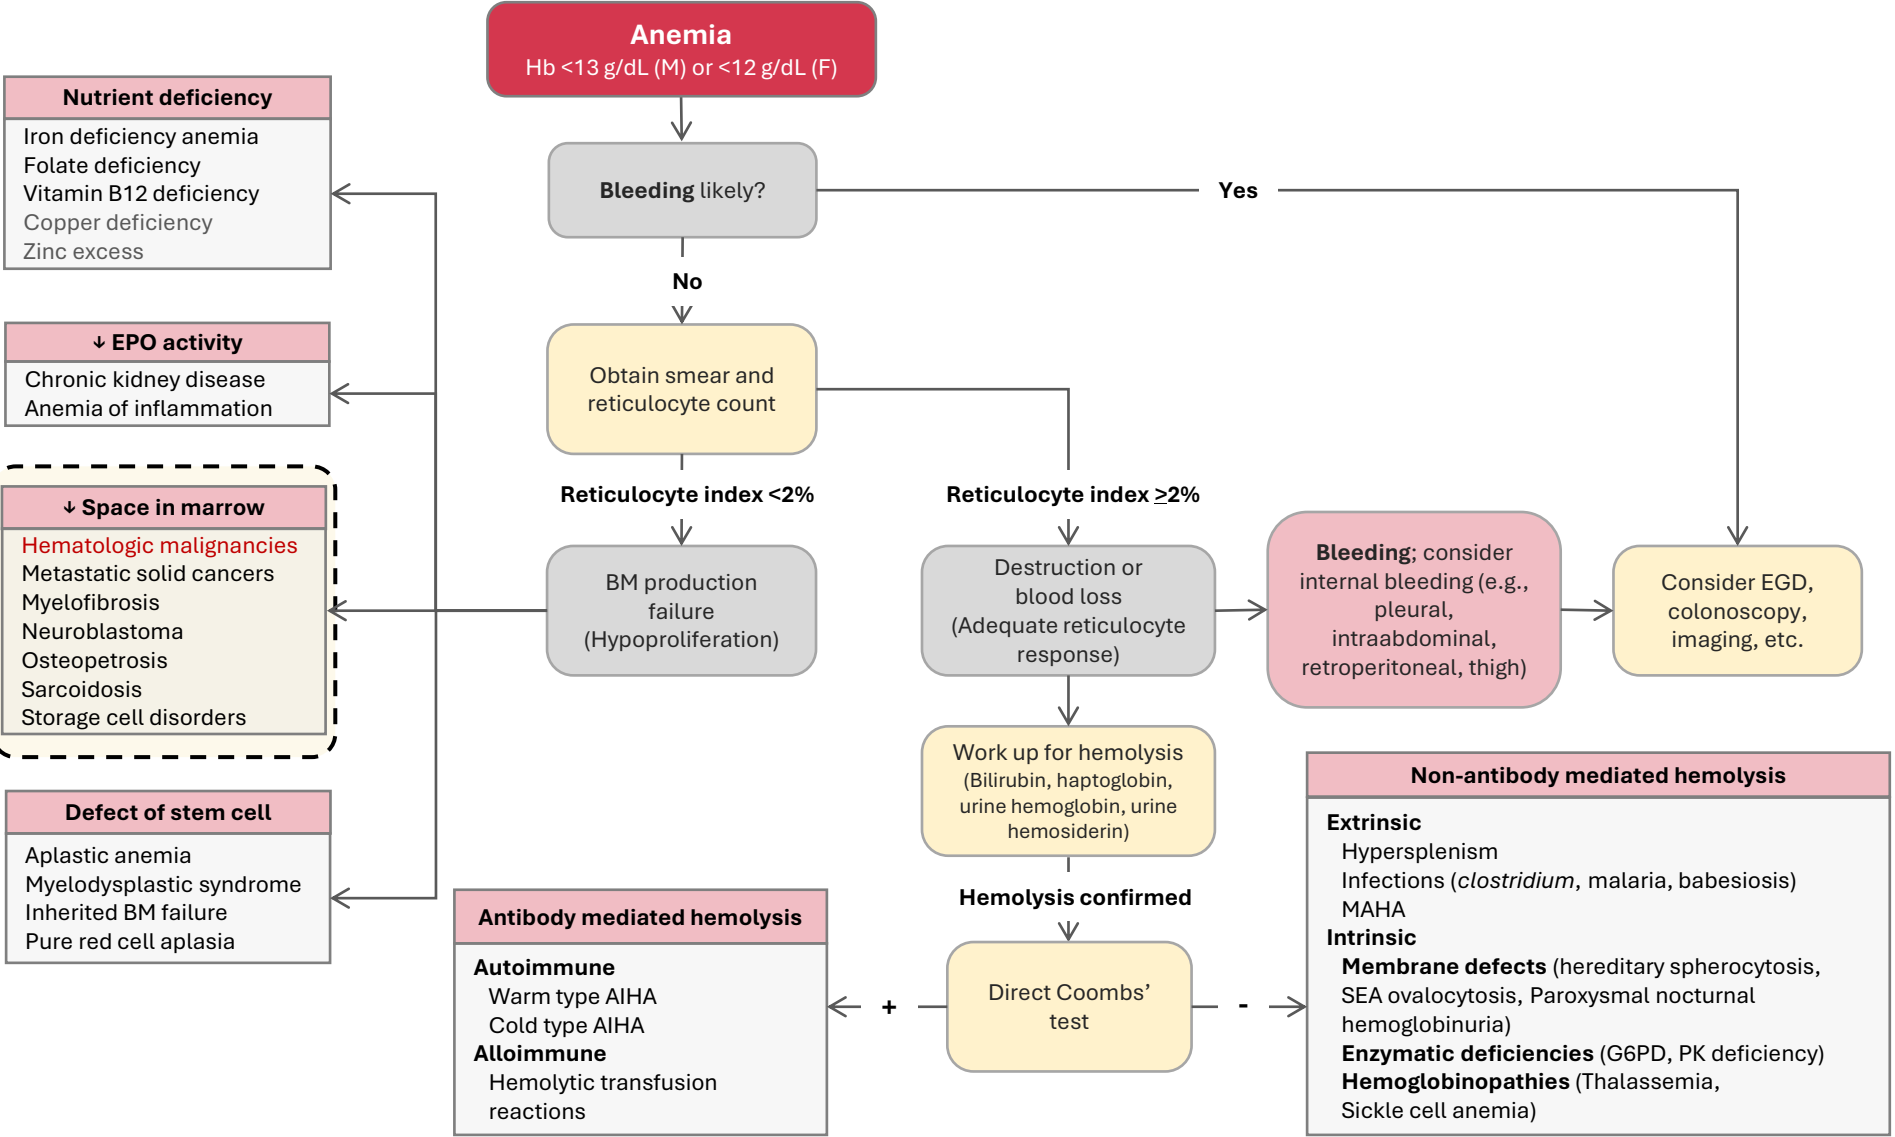 Anemia
Hb <13 g/dL (M) or <12 g/dL (F)
Bleeding likely?
Yes
No
Obtain smear and
reticulocyte count
Reticulocyte index <2%
Reticulocyte index ≥2%
BM production
failure
(Hypoproliferation)
Destruction or
blood loss
(Adequate reticulocyte
response)
Bleeding; consider
internal bleeding (e.g.,
pleural,
intraabdominal,
retroperitoneal, thigh)
Consider EGD,
colonoscopy,
imaging, etc.
Nutrient deficiency
Iron deficiency anemia
Folate deficiency
Vitamin B12 deficiency
Copper deficiency
Zinc excess
↓ EPO activity
Chronic kidney disease
Anemia of inflammation
↓ Space in marrow
Hematologic malignancies
Metastatic solid cancers
Myelofibrosis
Neuroblastoma
Osteopetrosis
Sarcoidosis
Storage cell disorders
Defect of stem cell
Aplastic anemia
Myelodysplastic syndrome
Inherited BM failure
Pure red cell aplasia
Work up for hemolysis
(Bilirubin, haptoglobin,
urine hemoglobin, urine
hemosiderin)
Hemolysis confirmed
Direct Coombs’
test
+
-
Antibody mediated hemolysis
Autoimmune
Warm type AIHA
Cold type AIHA
Alloimmune
Hemolytic transfusion
reactions
Non-antibody mediated hemolysis
Extrinsic
Hypersplenism
Infections (clostridium, malaria, babesiosis)
MAHA
Intrinsic
Membrane defects (hereditary spherocytosis,
SEA ovalocytosis, Paroxysmal nocturnal
hemoglobinuria)
Enzymatic deficiencies (G6PD, PK deficiency)
Hemoglobinopathies (Thalassemia,
Sickle cell anemia)